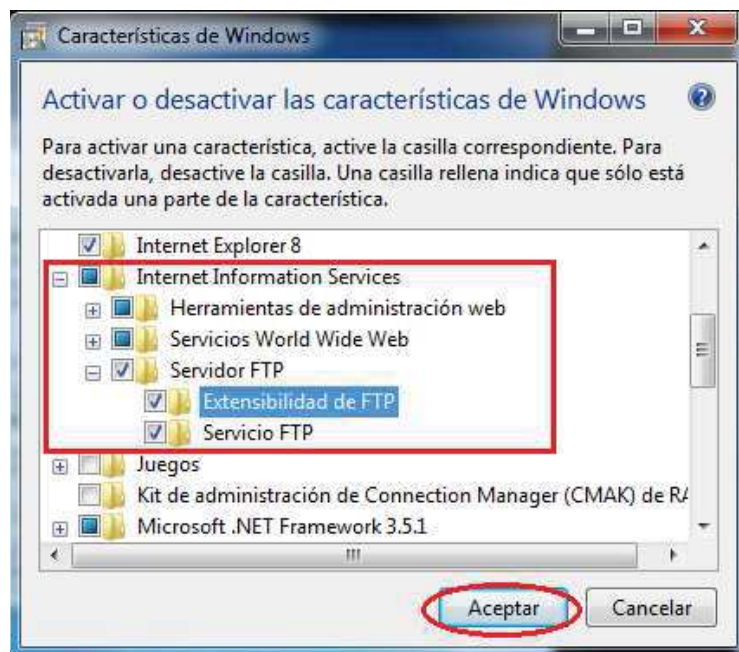 Características de Windows
Activar o desactivar las características de Windows
Para activar una característica, active la casilla correspondiente. Para
desactivarla, desactive la casilla. Una casilla rellena indica que sólo está
activada una parte de la característica.
Internet Explorer 8
Internet Information Services
Herramientas de administración web
Servicios World Wide Web
Servidor FTP
Extensibilidad de FTP
Servicio FTP
Juegos
Kit de administración de Connection Manager (CMAK) de
Microsoft .NET Framework 3.5.1
Aceptar Cancelar